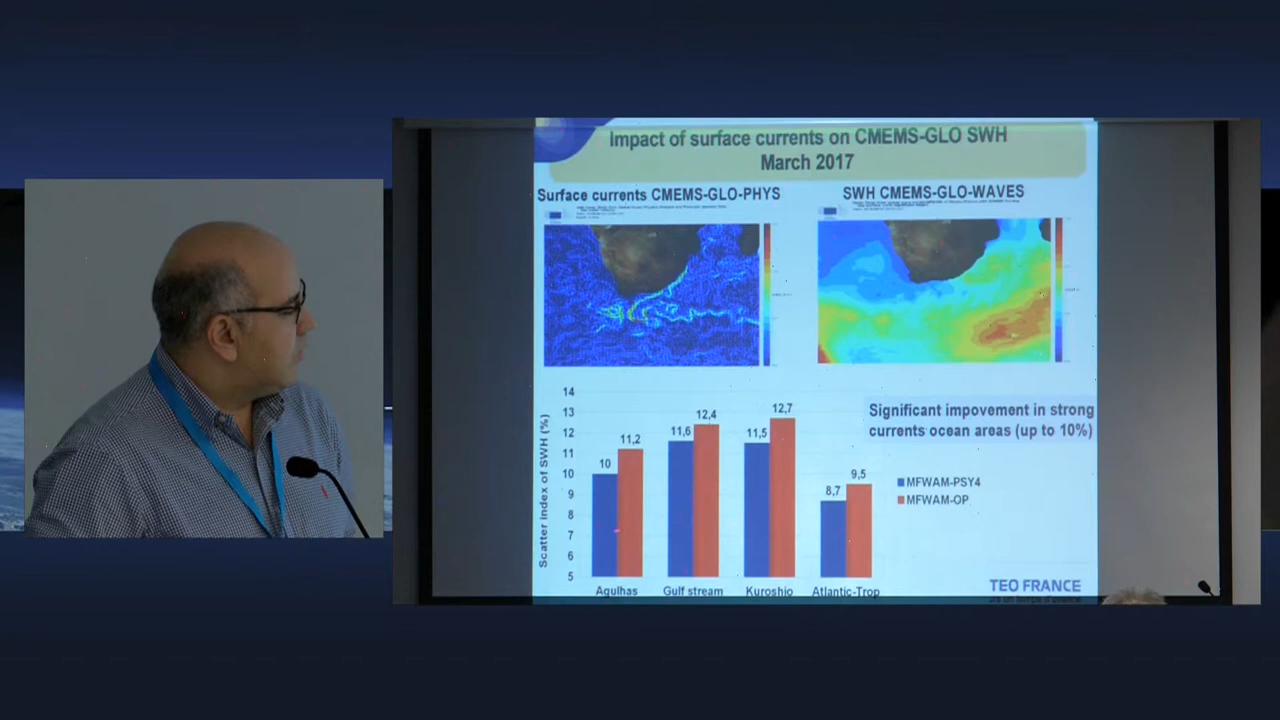 Impact of surface currents on CMEMS-GLO SWH
March 2017
Surface currents CMEMS-GLO-PHYS
SWH CMEMS-GLO-WAVES
Significant impovement in strong
currents ocean areas (up to 10%)
Scatter index of SWH (%)
14
13
12
11
10
9
8
7
6
5
10
11,2
11,6
12,4
11,5
12,7
8,7
9,5
Agulhas
Gulf stream
Kuroshio
Atlantic-Trop
MFWAM-PSY4
MFWAM-OP
TEO FRANCE